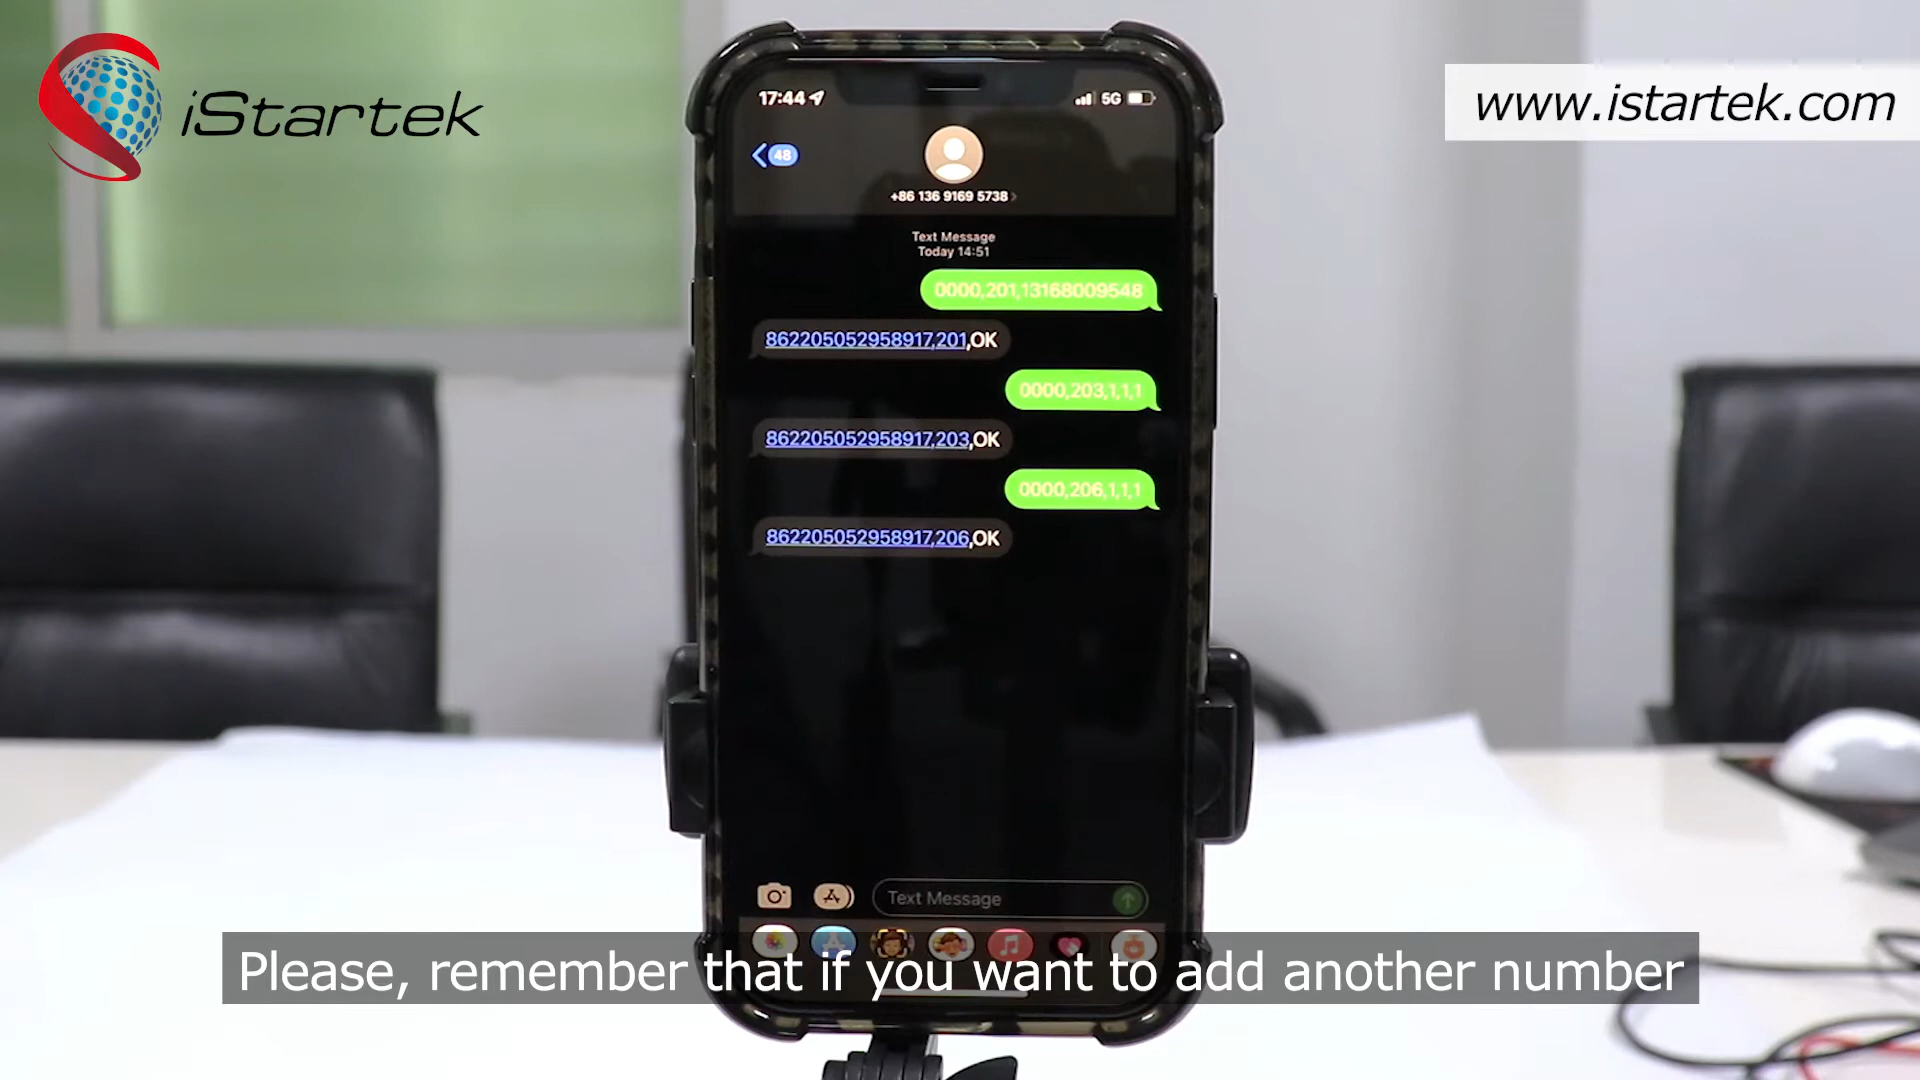 iStartek
www.istartek.com
17:44
5G
48
+86 136 9169 5738
Text Message
Today 14:51
0000,201,13168009548
862205052958917,201,OK
0000,203,1,1,1
862205052958917,203,OK
0000,206,1,1,1
862205052958917,206,OK
Text Message
Please, remember that if you want to add another number